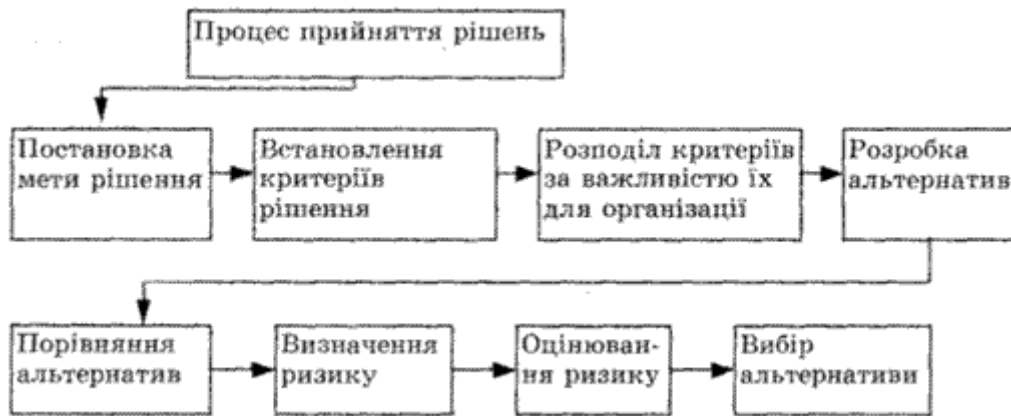 Процес прийняття рішень
Постановка
мети рішення
Встановлення
критеріїв
рішення
Розподіл критеріїв
за важливістю їх
для організації
Розробка
альтернатив
Порівняння
альтернатив
Визначення
ризику
Оцінюван-
ня ризику
Вибір
альтернативи